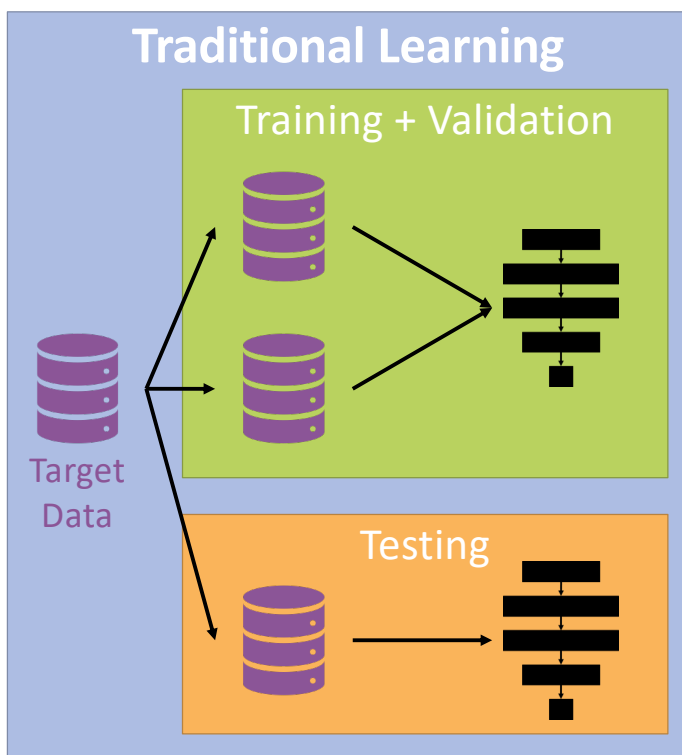 Traditional Learning
Training + Validation
Target
Data
Testing